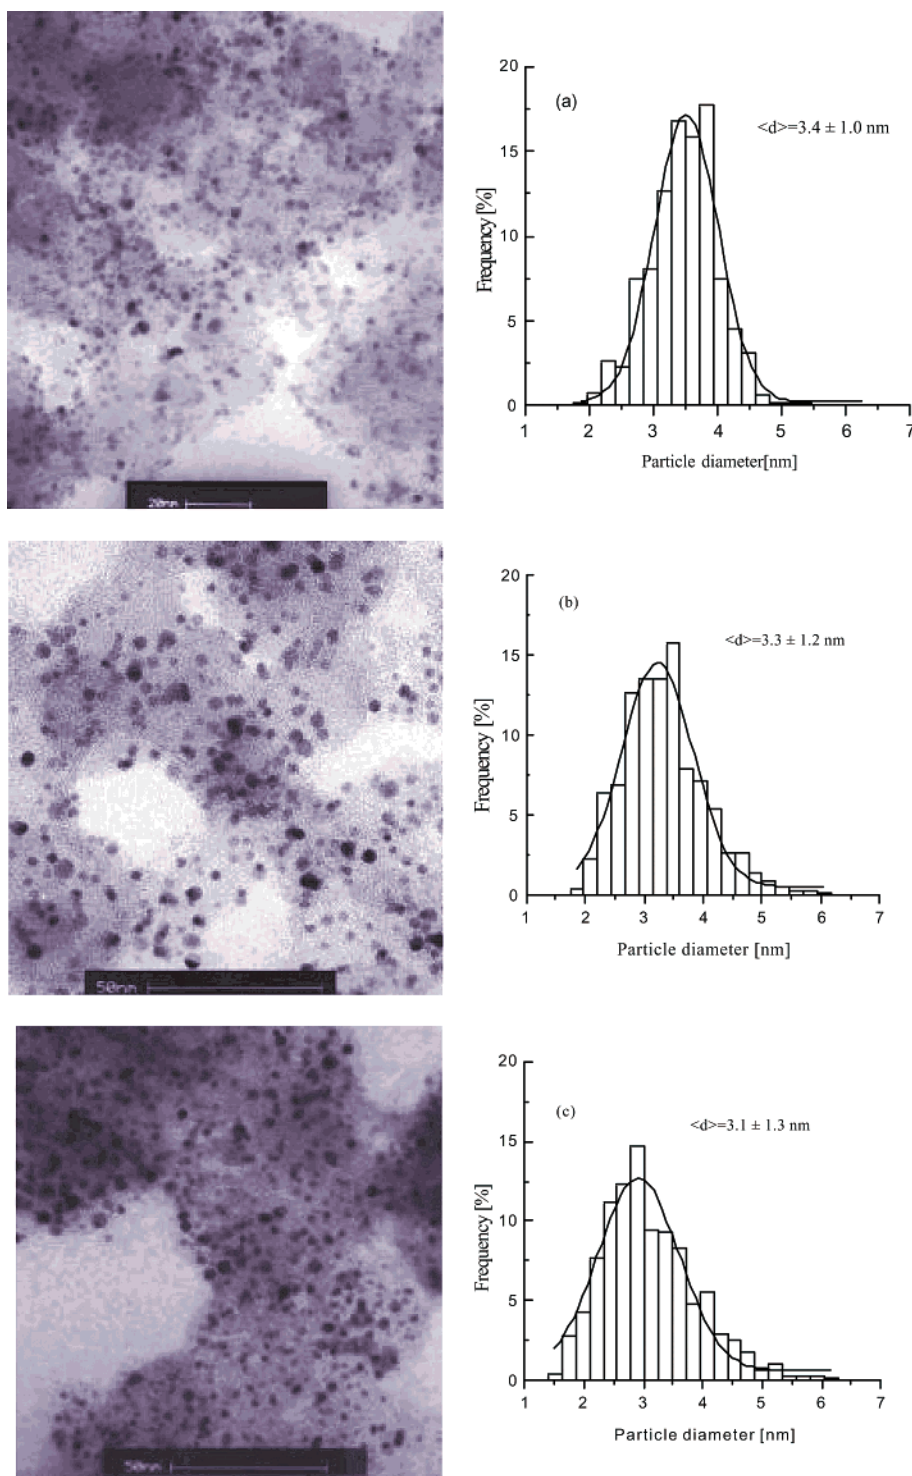 20
(a)
<d>=3.4 ± 1.0 nm
15
10
5
0
Frequency [%]
1 2 3 4 5 6 7
Particle diameter[nm]
20nm
20
(b)
<d>=3.3 ± 1.2 nm
15
10
5
0
Frequency [%]
1 2 3 4 5 6 7
Particle diameter [nm]
50nm
20
(c)
<d>=3.1 ± 1.3 nm
15
10
5
0
Frequency [%]
1 2 3 4 5 6 7
Particle diameter [nm]
50nm